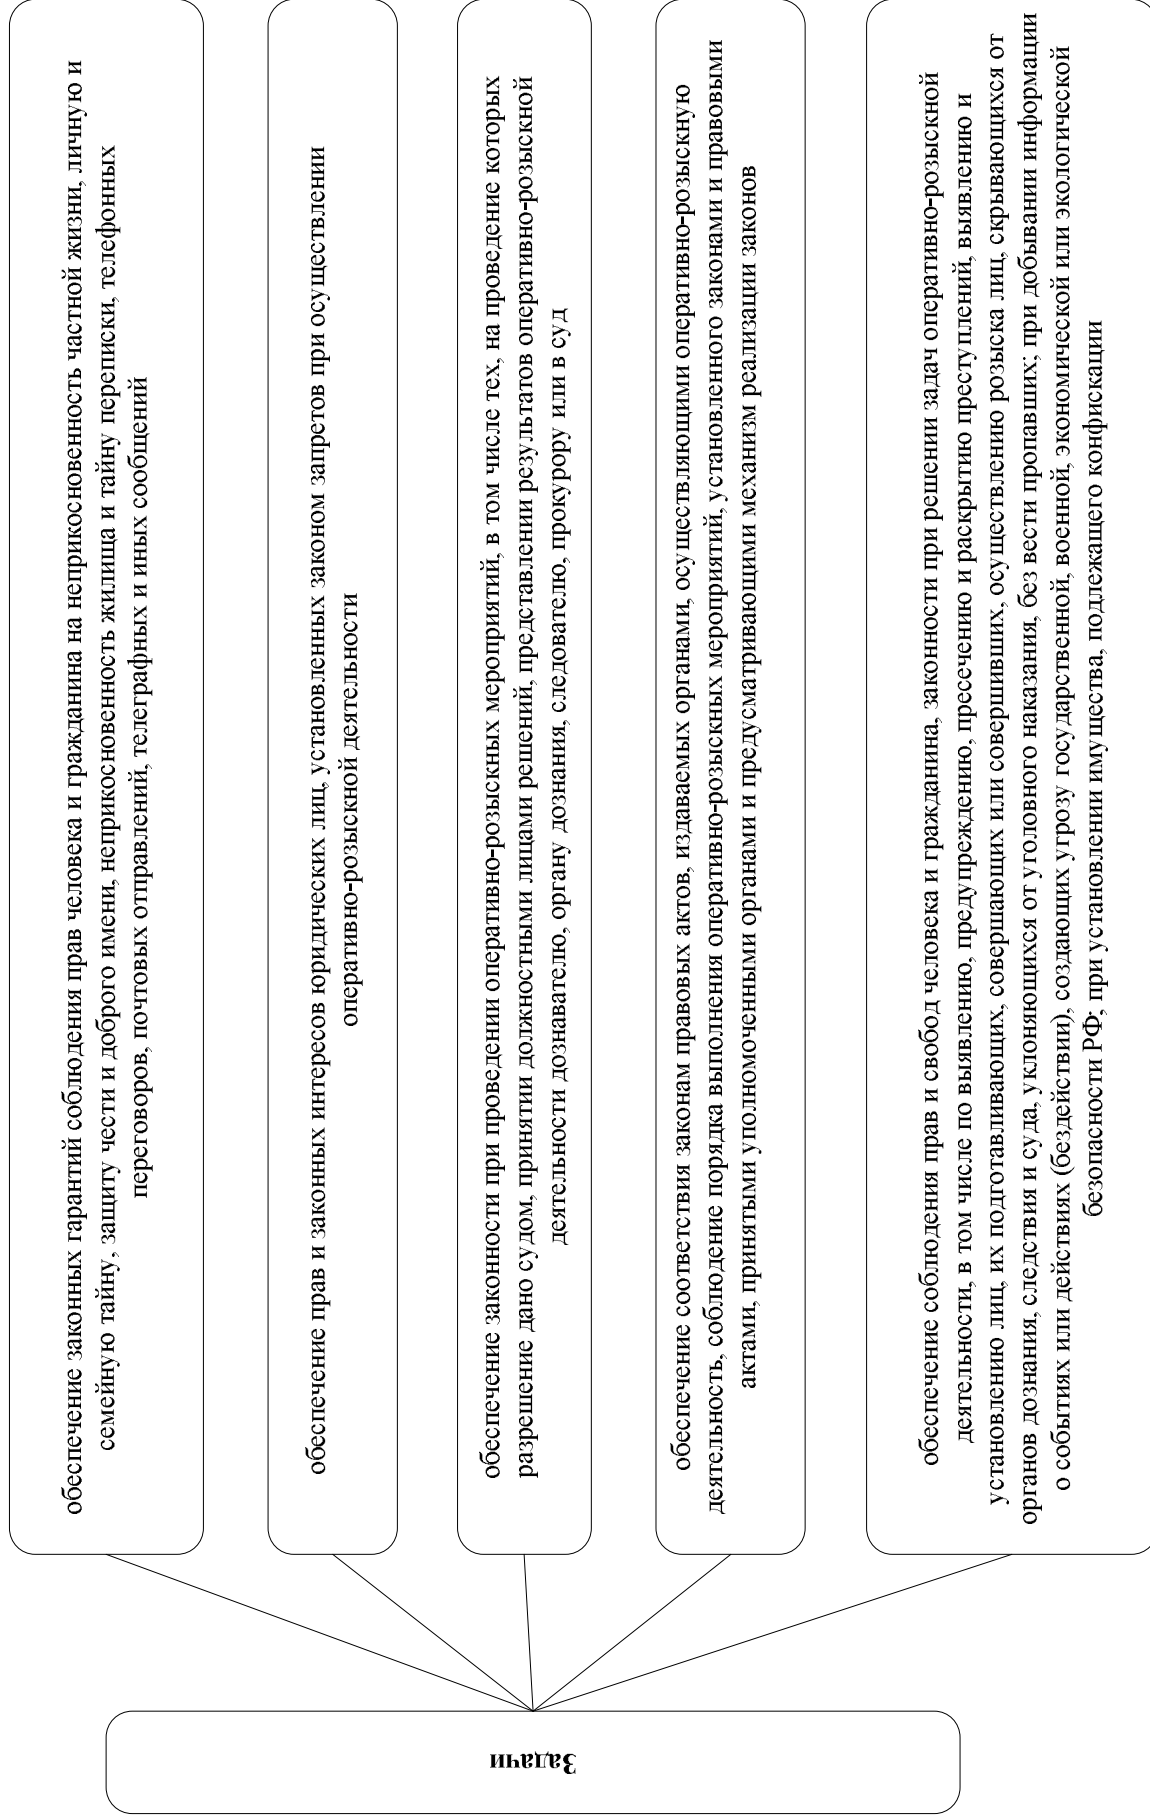 Задачи
обеспечение законных гарантий соблюдения прав человека и гражданина на неприкосновенность частной жизни, личную и
семейную тайну, защиту чести и доброго имени, неприкосновенность жилища и тайну переписки, телефонных
переговоров, почтовых отправлений, телеграфных и иных сообщений
обеспечение прав и законных интересов юридических лиц, установленных законом запретов при осуществлении
оперативно-розыскной деятельности
обеспечение законности при проведении оперативно-розыскных мероприятий, в том числе тех, на проведение которых
разрешение дано судом, принятии должностными лицами решений, представлении результатов оперативно-розыскной
деятельности дознавателю, органу дознания, следователю, прокурору или в суд
обеспечение соответствия законам правовых актов, издаваемых органами, осуществляющими оперативно-розыскную
деятельность, соблюдение порядка выполнения оперативно-розыскных мероприятий, установленного законами и правовыми
актами, принятыми уполномоченными органами и предусматривающими механизм реализации законов
обеспечение соблюдения прав и свобод человека и гражданина, законности при решении задач оперативно-розыскной
деятельности, в том числе по выявлению, предупреждению, пресечению и раскрытию преступлений, выявлению и
установлению лиц, их подготавливающих, совершающих или совершивших, осуществлению розыска лиц, скрывающихся от
органов дознания, следствия и суда, уклоняющихся от уголовного наказания, без вести пропавших; при добывании информации
о событиях или действиях (бездействии), создающих угрозу государственной, военной, экономической или экологической
безопасности РФ; при установлении имущества, подлежащего конфискации